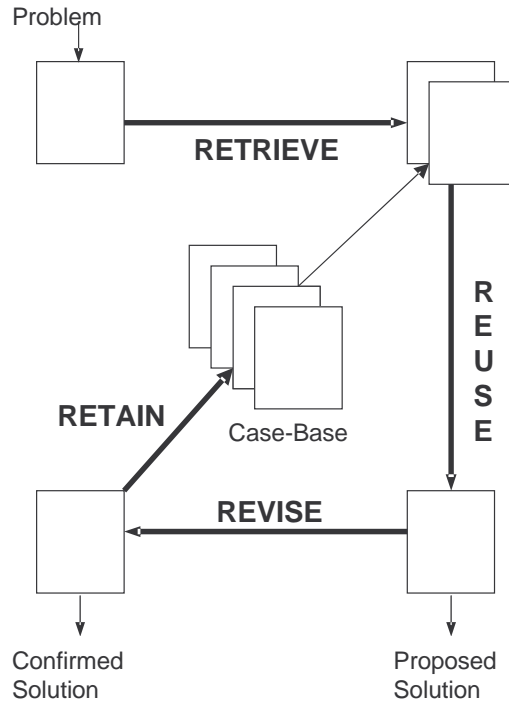 Problem
RETRIEVE
R
E
U
S
E
RETAIN
Case-Base
REVISE
Confirmed
Solution
Proposed
Solution